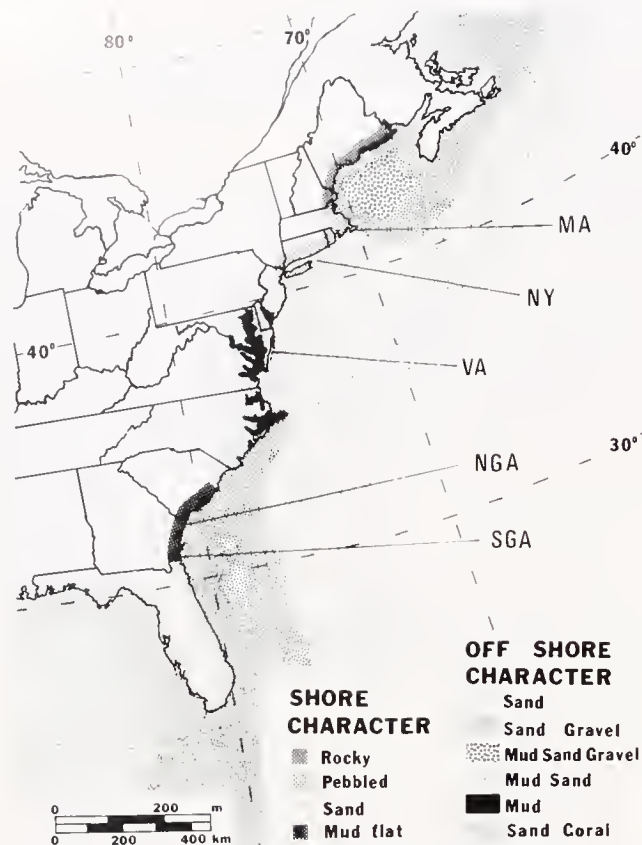 80°
70°
40°
MA
NY
40°
VA
30°
NGA
SGA
SHORE
CHARACTER
Rocky
Pebbled
Sand
Mud flat
OFF SHORE
CHARACTER
Sand
Sand Gravel
Mud Sand Gravel
Mud Sand
Mud
Sand Coral
0 200 m
0 200 400 km